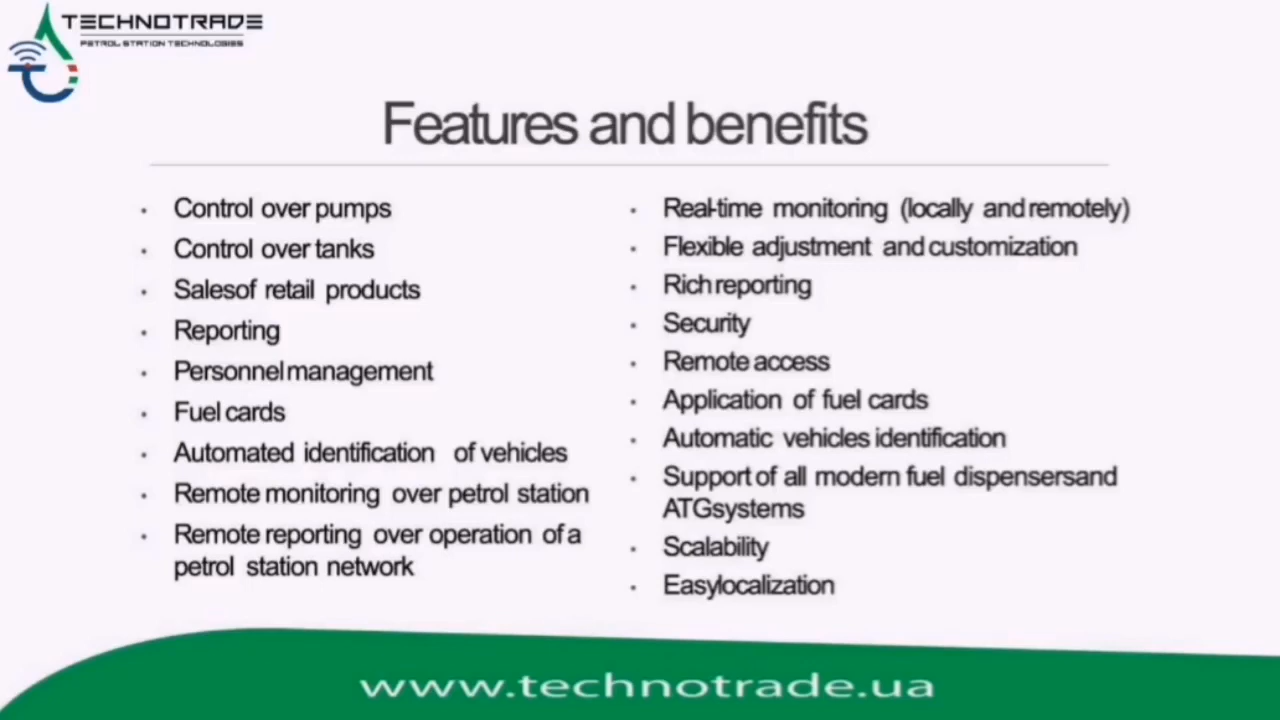 TECHNOTRADE
PETROL STATION TECHNOLOGIES
Features and benefits
· Control over pumps
· Control over tanks
· Salesof retail products
· Reporting
· Personnelmanagement
· Fuel cards
· Automated identification of vehicles
· Remote monitoring over petrol station
· Remote reporting over operation of a
petrol station network
· Real-time monitoring (locally and remotely)
· Flexible adjustment and customization
· Rich reporting
· Security
· Remote access
· Application of fuel cards
· Automatic vehicles identification
· Support of all modern fuel dispensersand
ATGsystems
· Scalability
· Easylocalization
www.technotrade.ua